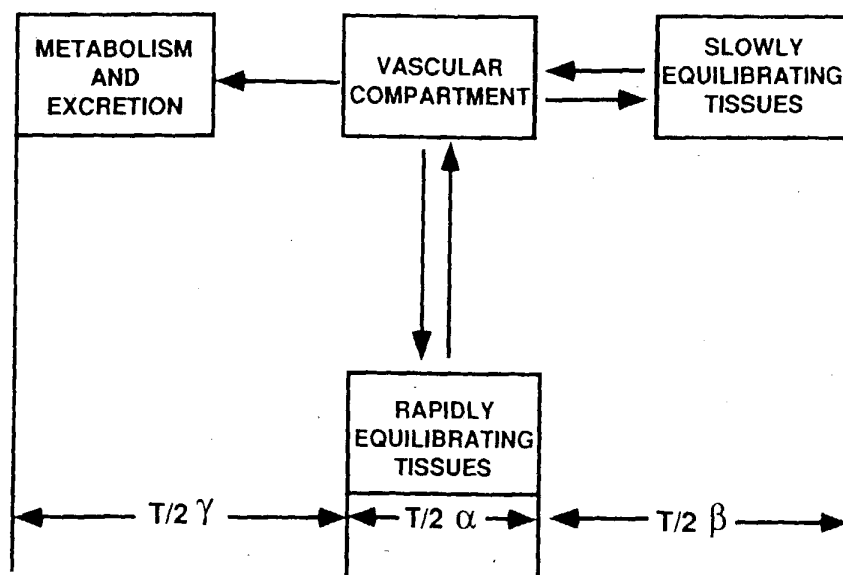 METABOLISM
AND
EXCRETION
VASCULAR
COMPARTMENT
SLOWLY
EQUILIBRATING
TISSUES
RAPIDLY
EQUILIBRATING
TISSUES
T/2 γ
T/2 α
T/2 β